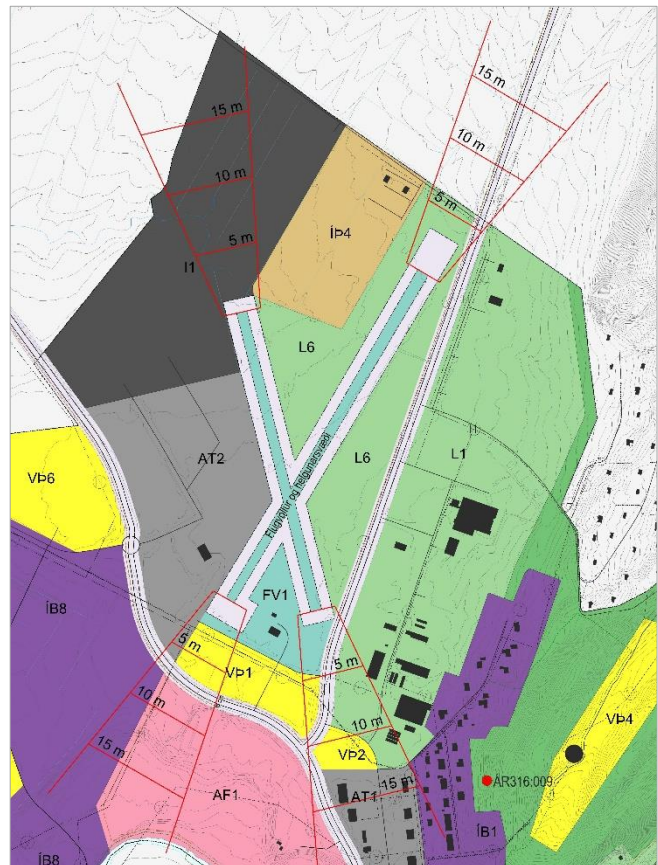 15 m
15 m
10 m
10 m
5 m
ÍÞ4
5 m
I1
L6
AT2
L6
L1
VÞ6
Flugvöllur og helgunarsvæði
ÍB8
FV1
5 m
VÞ1
5 m
10 m
10 m
VÞ2
VÞ4
15 m
15 m
AF1
AT1
AR316:009
ÍB1
ÍB8